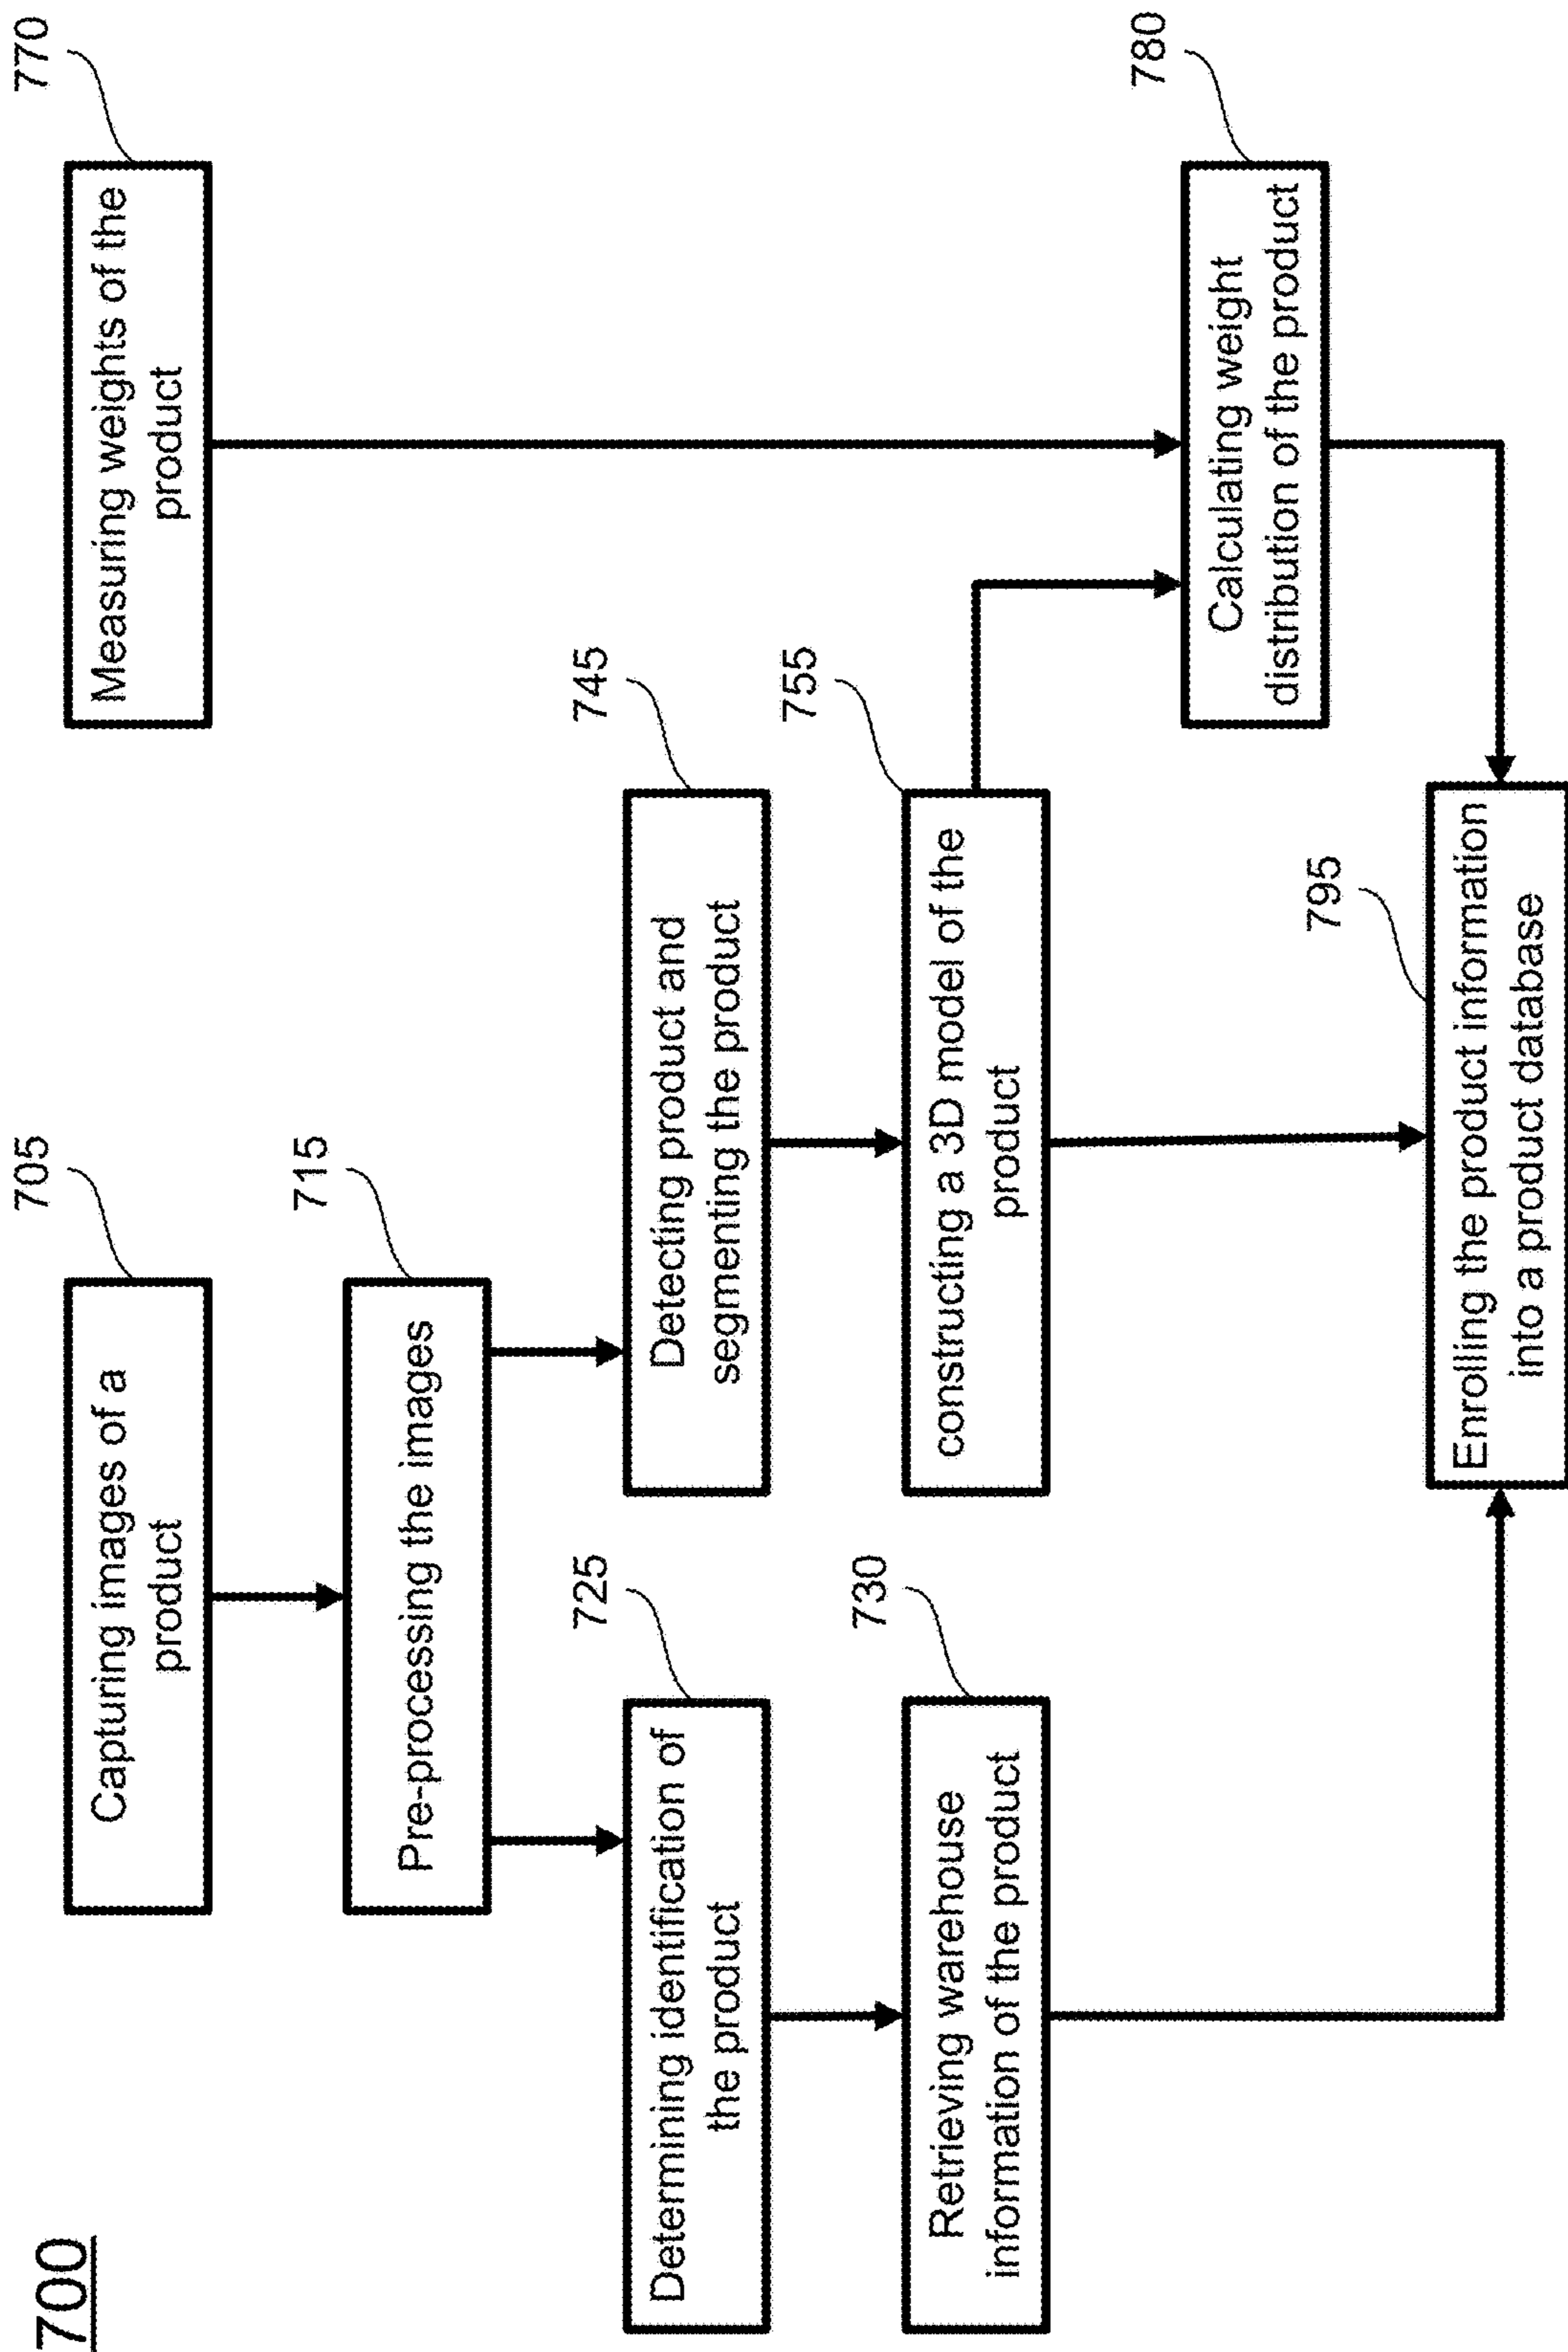 700
705
Capturing images of a
product
770
Measuring weights of the
product
715
Pre-processing the images
725
Determining identification of
the product
745
Detecting product and
segmenting the product
730
Retrieving warehouse
information of the product
755
constructing a 3D model of the
product
780
Calculating weight
distribution of the product
795
Enrolling the product information
into a product database